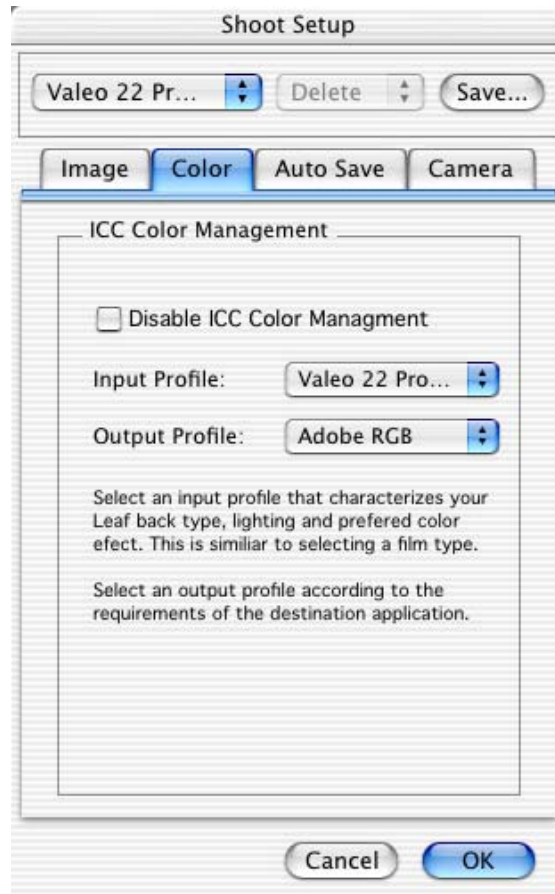 Shoot Setup
Valeo 22 Pr... Delete Save...
Image Color Auto Save Camera
ICC Color Management
Disable ICC Color Managment
Input Profile: Valeo 22 Pro...
Output Profile: Adobe RGB
Select an input profile that characterizes your
Leaf back type, lighting and prefered color
efect. This is similiar to selecting a film type.
Select an output profile according to the
requirements of the destination application.
Cancel OK